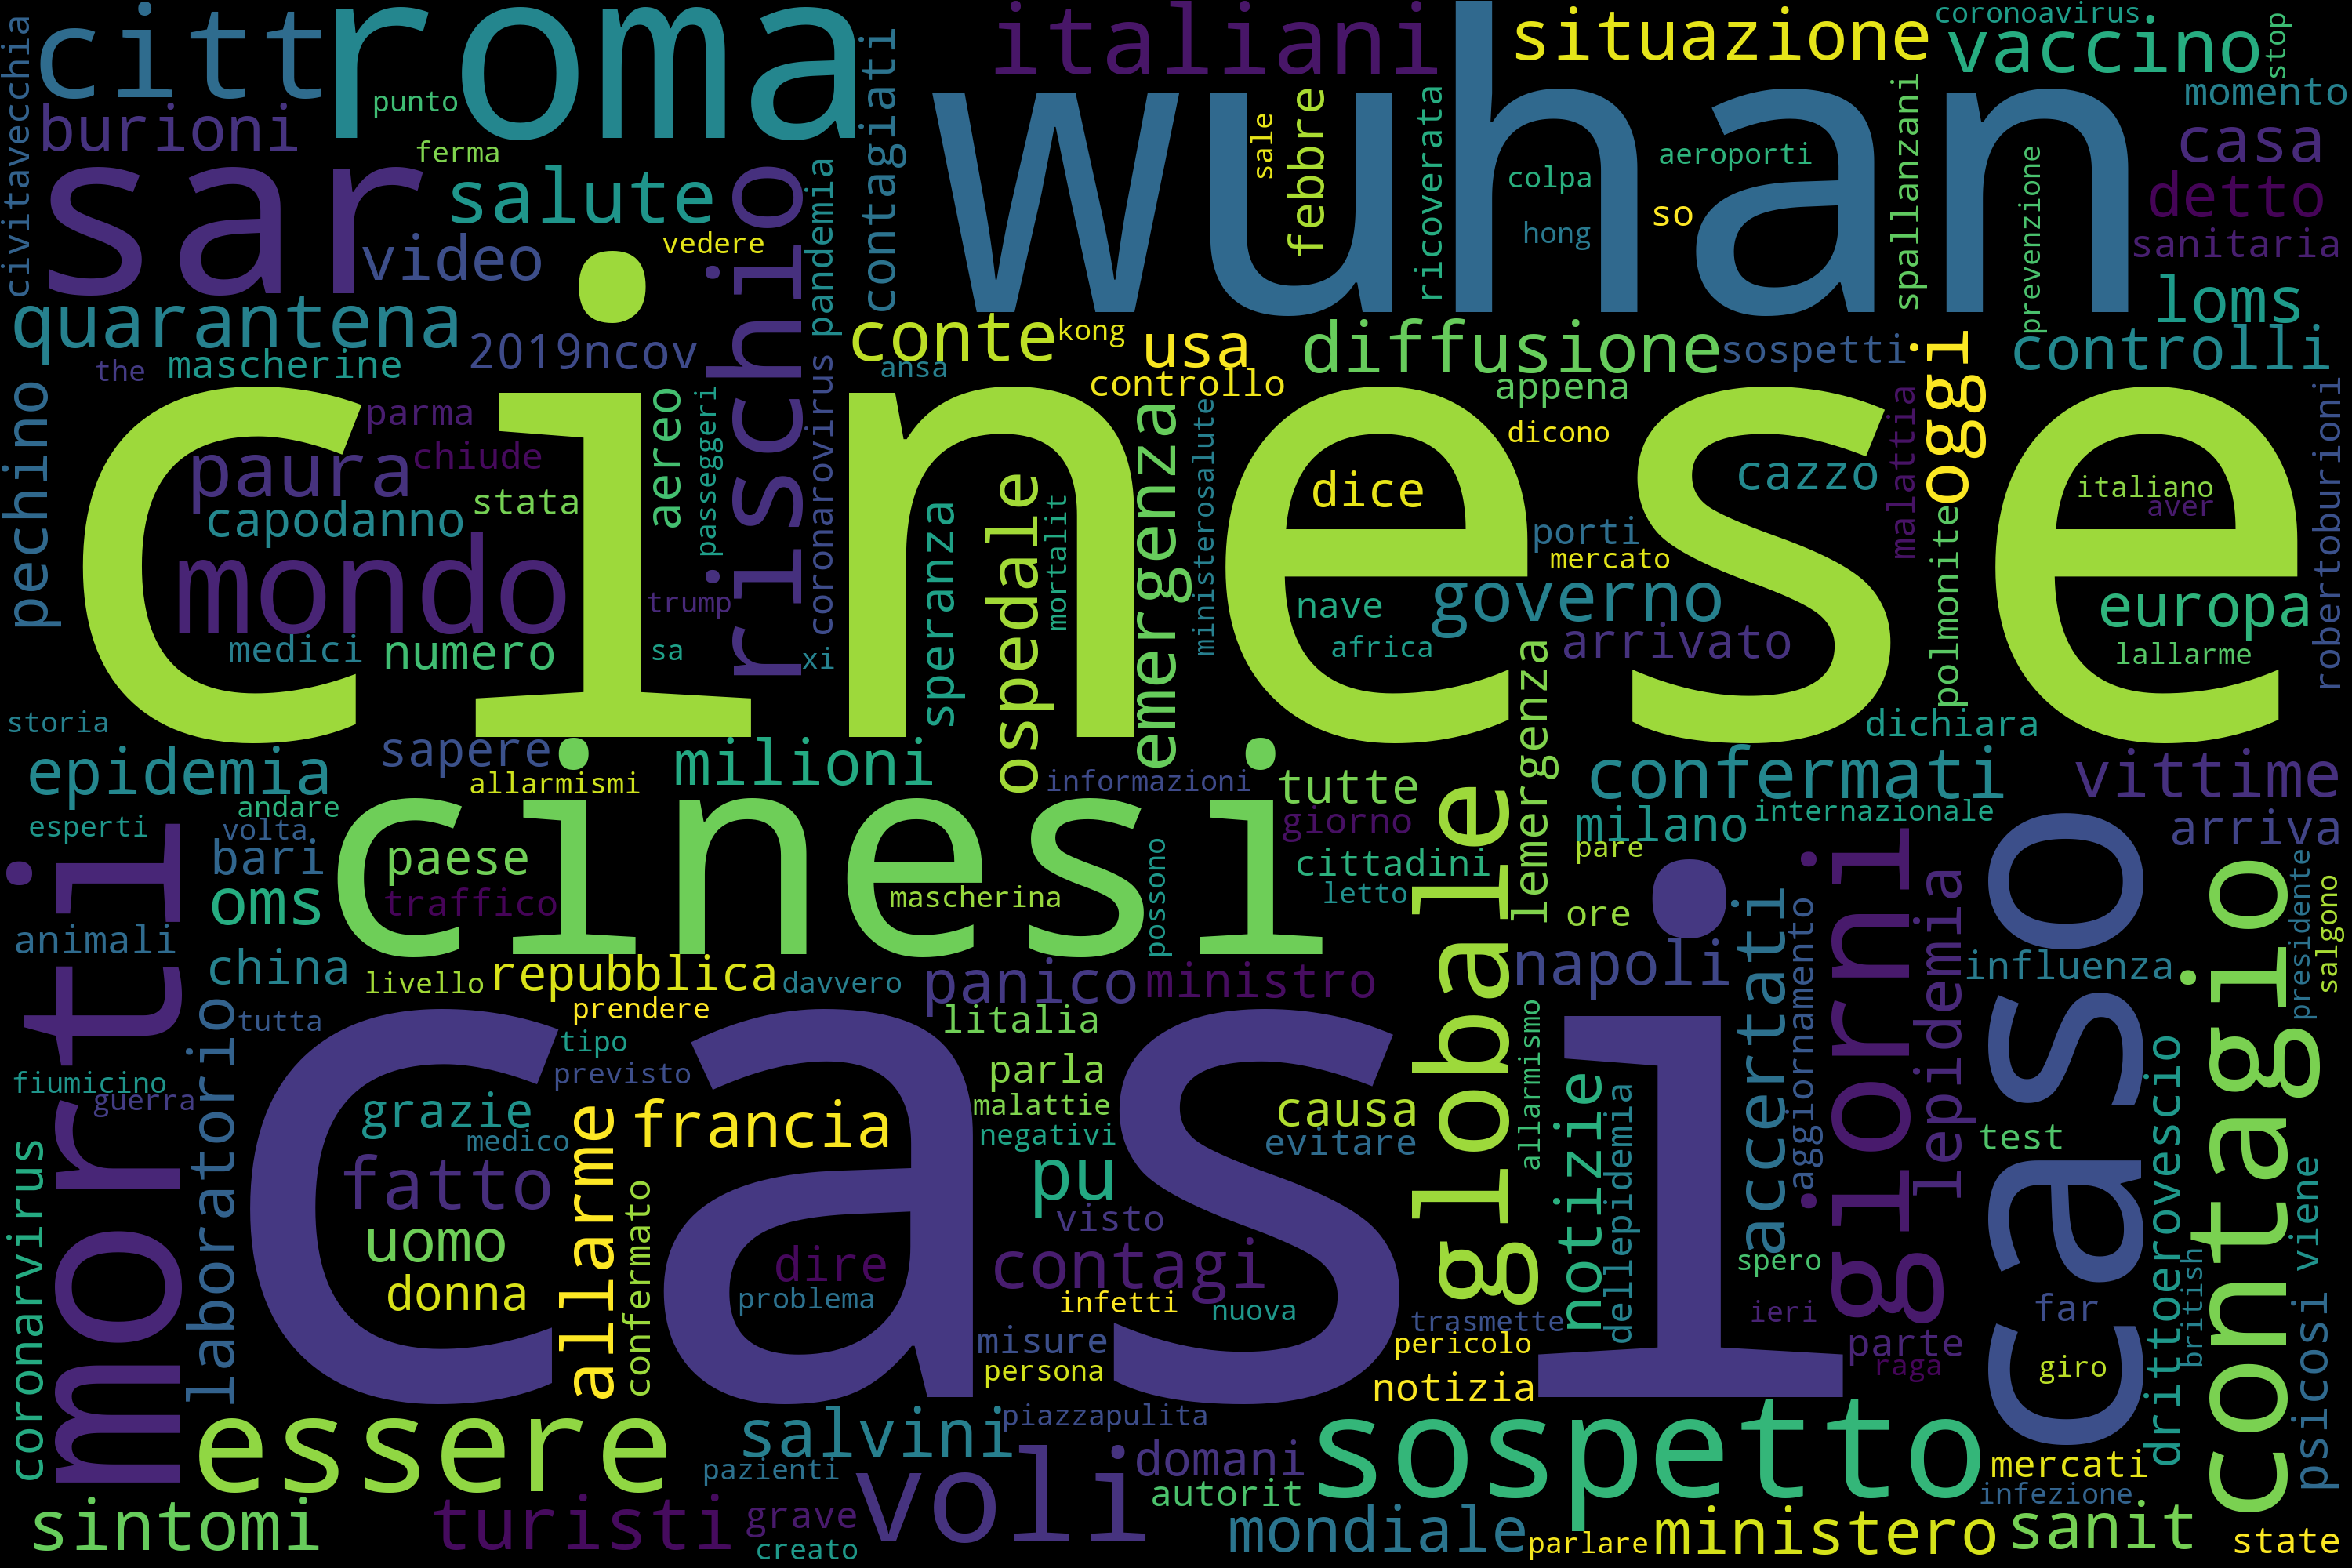 civitavecchia
citt
roma
contagiati
italiani
wuhan
situazione
coronoavirus
vaccino
stop
burioni
punto
ferma
momento
casa
sar
salute
rischio
pandemia
sale
febbre
ricoverata
aeroporti
colpa
so
hong
spallanzani
prevenzione
detto
sanitaria
video
vedere
quarantena
loms
the
mascherine
2019ncov
conte
kong
usa
diffusione
sospetti
oggi
controlli
ansa
controllo
appena
pechino
cinese
parma
aereo
passeggeri
coronarovirus
emergenza
ministerosalute
dicono
malattia
robertoburioni
paura
chiude
capodanno
stata
speranza
ospedale
mortalit
dice
cazzo
italiano
aver
mondo
porti
mercato
polmonite
trump
nave
governo
europa
medici
numero
sa
xi
africa
arrivato
lallarme
lemergenza
storia
sapere
dichiara
epidemia
allarmismi
milioni
informazioni
tutte
globale
confermati
vittime
andare
esperti
volta
giorno
milano
internazionale
arriva
morti
bari
cinesi
paese
possono
cittadini
pare
caso
presidente
oms
traffico
mascherina
letto
ore
accertati
giorni
lepidemia
contagio
salgono
animali
china
livello
repubblica
davvero
panico
ministro
napoli
aggiornamento
influenza
laboratorio
tutta
prendere
litalia
allarmismo
casi
tipo
previsto
parla
notizie
dellepidemia
drittoerovescio
fiumicino
guerra
grazie
medico
allarme
francia
malattie
negativi
causa
evitare
test
coronarvirus
fatto
confermato
pu
visto
psicosi
viene
uomo
contagi
spero
british
donna
dire
problema
infetti
nuova
trasmette
ieri
far
misure
pericolo
parte
persona
raga
giro
notizia
essere
salvini
piazzapulita
sospetto
voli
domani
pazienti
autorit
mercati
infezione
sintomi
turisti
grave
creato
mondiale
parlare
ministero
sanit
state